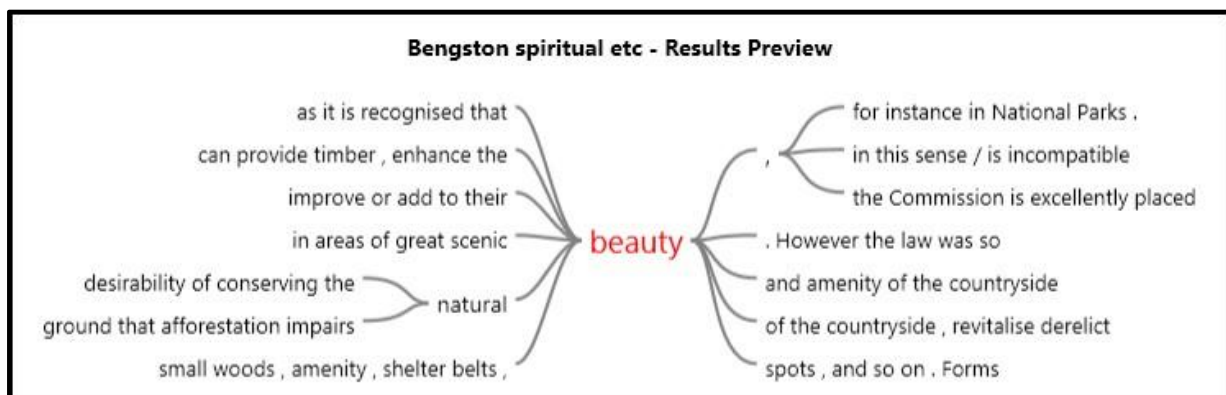 Bengston spiritual etc - Results Preview
as it is recognised that
can provide timber , enhance the
improve or add to their
in areas of great scenic
desirability of conserving the
ground that afforestation impairs
natural
small woods , amenity , shelter belts ,
beauty
,
for instance in National Parks .
in this sense / is incompatible
the Commission is excellently placed
. However the law was so
and amenity of the countryside
of the countryside , revitalise derelict
spots , and so on . Forms